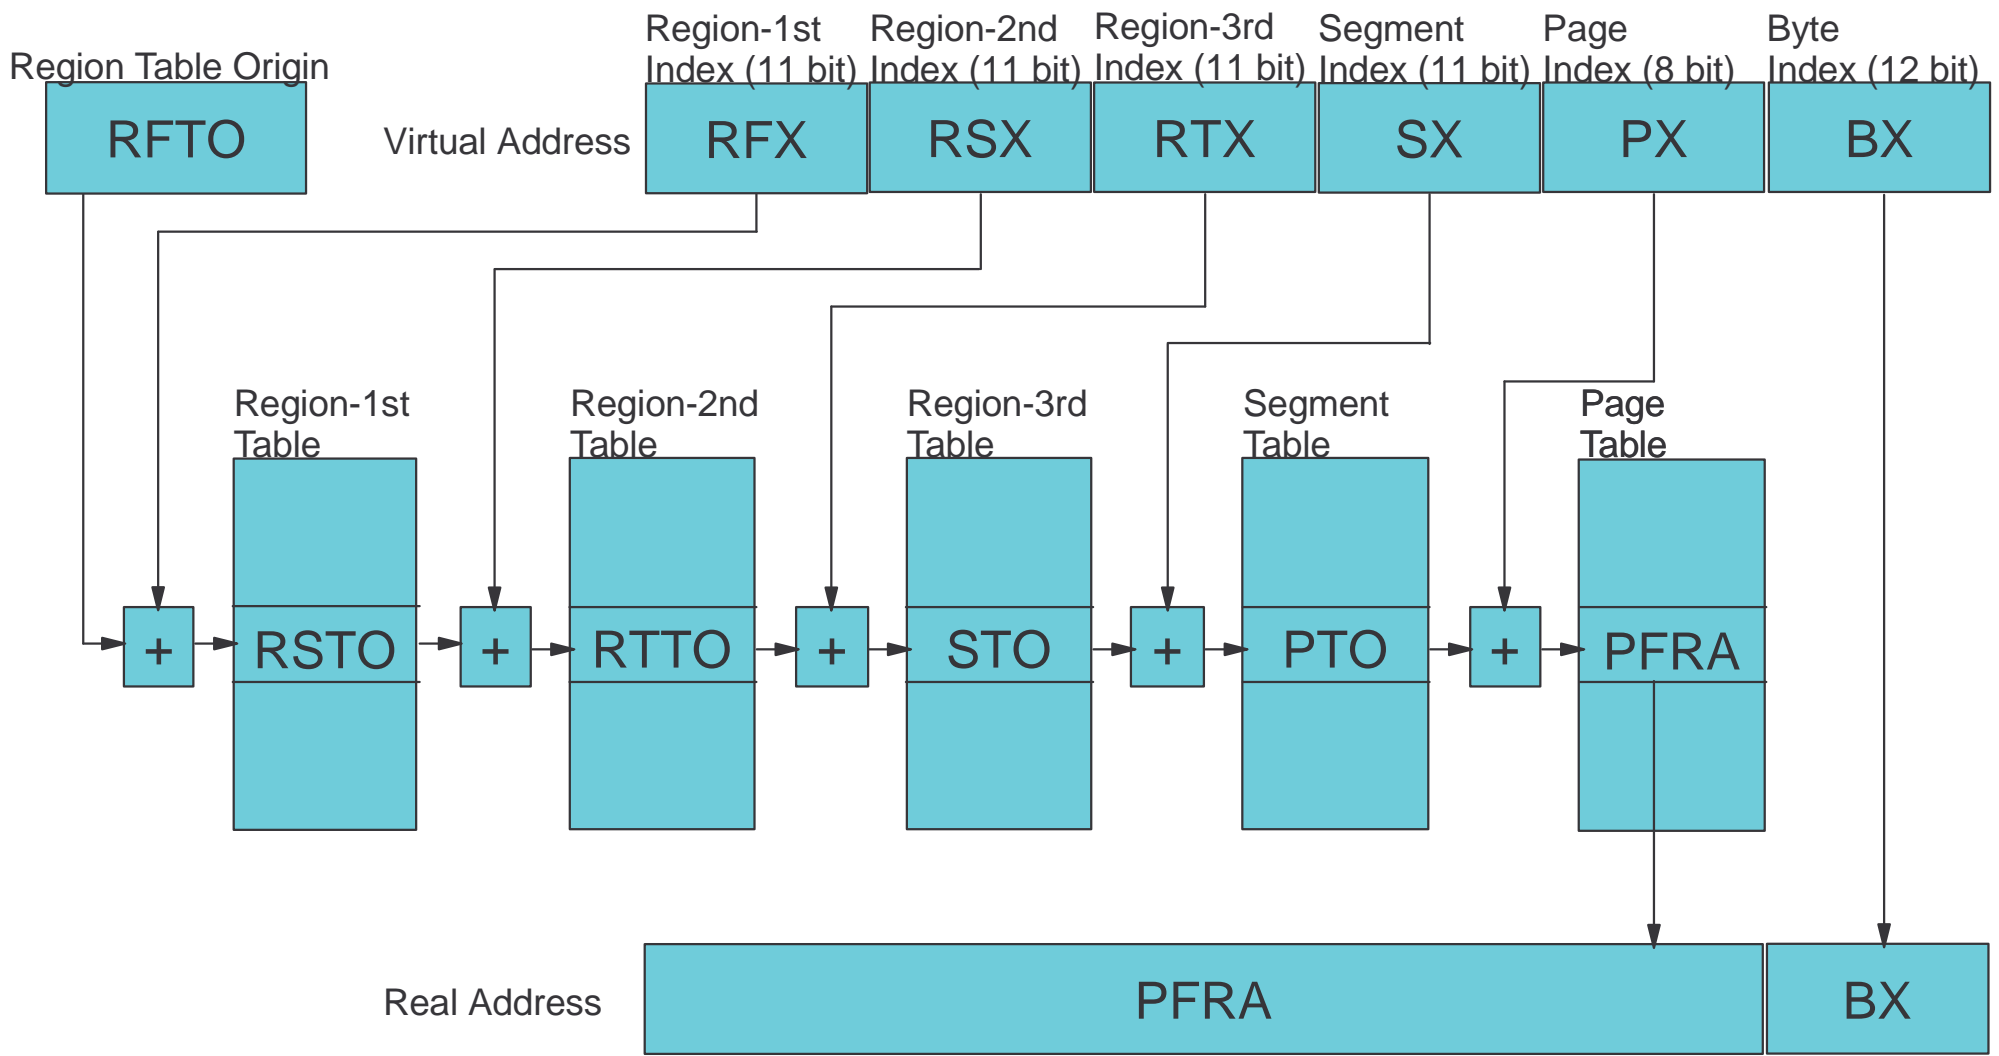 Region Table Origin
RFTO
Virtual Address
Region-1st
Index (11 bit)
RFX
Region-2nd
Index (11 bit)
RSX
Region-3rd
Index (11 bit)
RTX
Segment
Index (11 bit)
SX
Page
Index (8 bit)
PX
Byte
Index (12 bit)
BX
Region-1st
Table
Region-2nd
Table
Region-3rd
Table
Segment
Table
Page
Table
+
RSTO
+
RTTO
+
STO
+
PTO
+
PFRA
Real Address
PFRA
BX